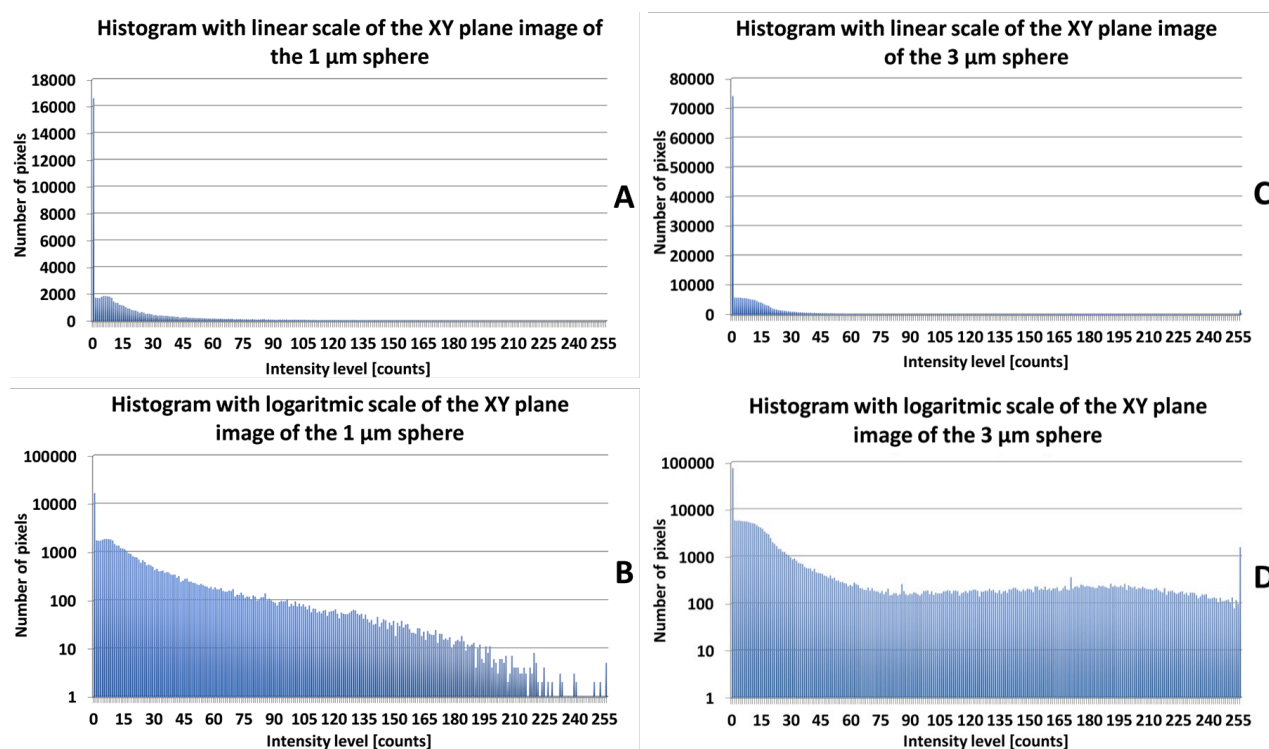 Histogram with linear scale of the XY plane image of
the 1 µm sphere
18000
16000
14000
12000
10000
8000
6000
4000
2000
0
Number of pixels
0 15 30 45 60 75 90 105 120 135 150 165 180 195 210 225 240 255
Intensity level [counts]
A
Histogram with linear scale of the XY plane image
of the 3 µm sphere
80000
70000
60000
50000
40000
30000
20000
10000
0
Number of pixels
0 15 30 45 60 75 90 105 120 135 150 165 180 195 210 225 240 255
Intensity level [counts]
C
Histogram with logaritmic scale of the XY plane
image of the 1 µm sphere
100000
10000
1000
100
10
1
Number of pixels
0 15 30 45 60 75 90 105 120 135 150 165 180 195 210 225 240 255
Intensity level [counts]
B
Histogram with logaritmic scale of the XY plane
image of the 3 µm sphere
100000
10000
1000
100
10
1
Number of pixels
0 15 30 45 60 75 90 105 120 135 150 165 180 195 210 225 240 255
Intensity level [counts]
D